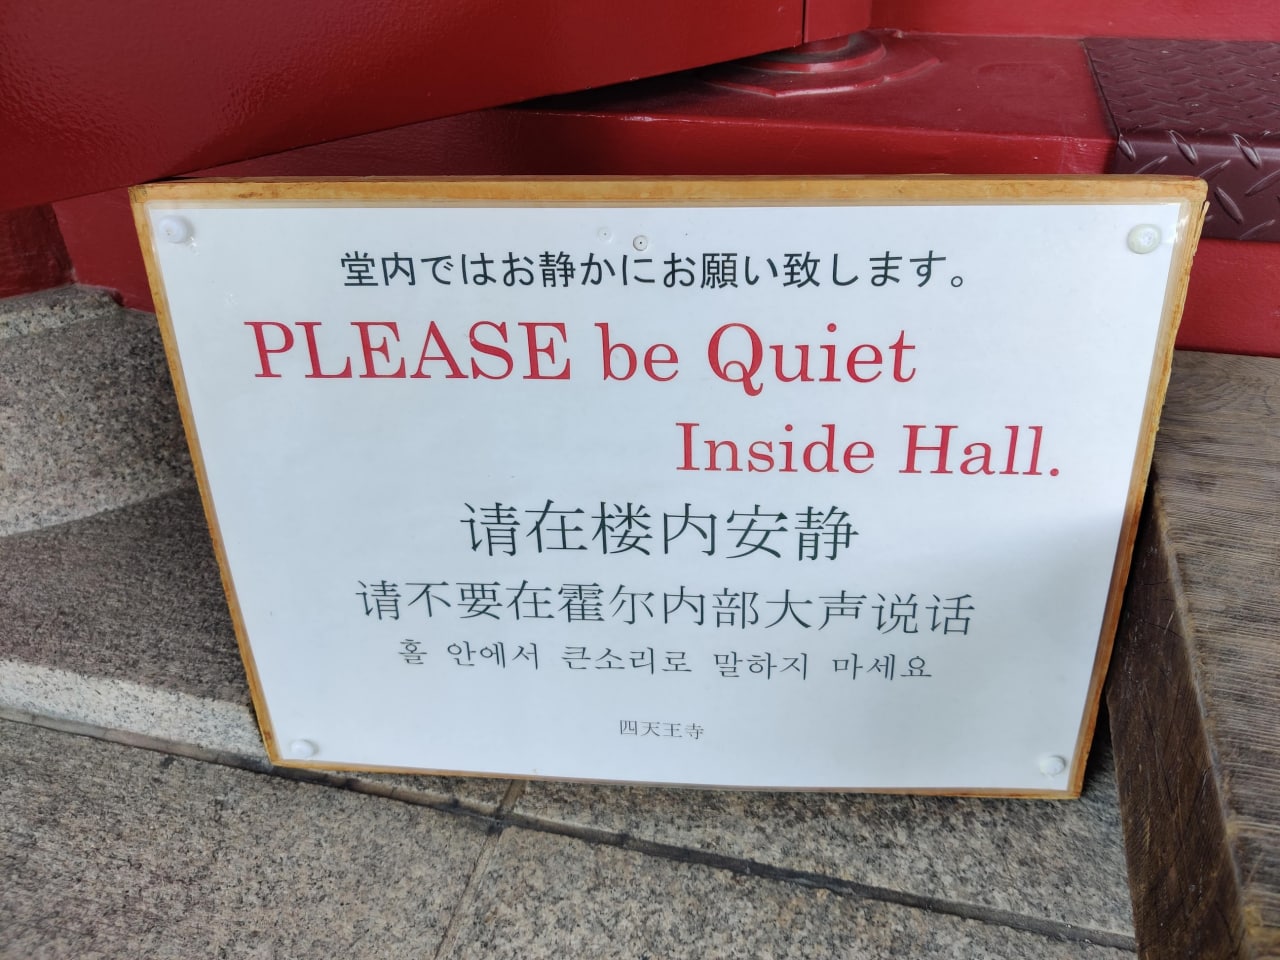 堂内ではお静かにお願い致します。
PLEASE be Quiet
Inside Hall.
请在楼内安静
请不要在霍尔内部大声说话
홀 안에서 큰소리로 말하지 마세요
四天王寺